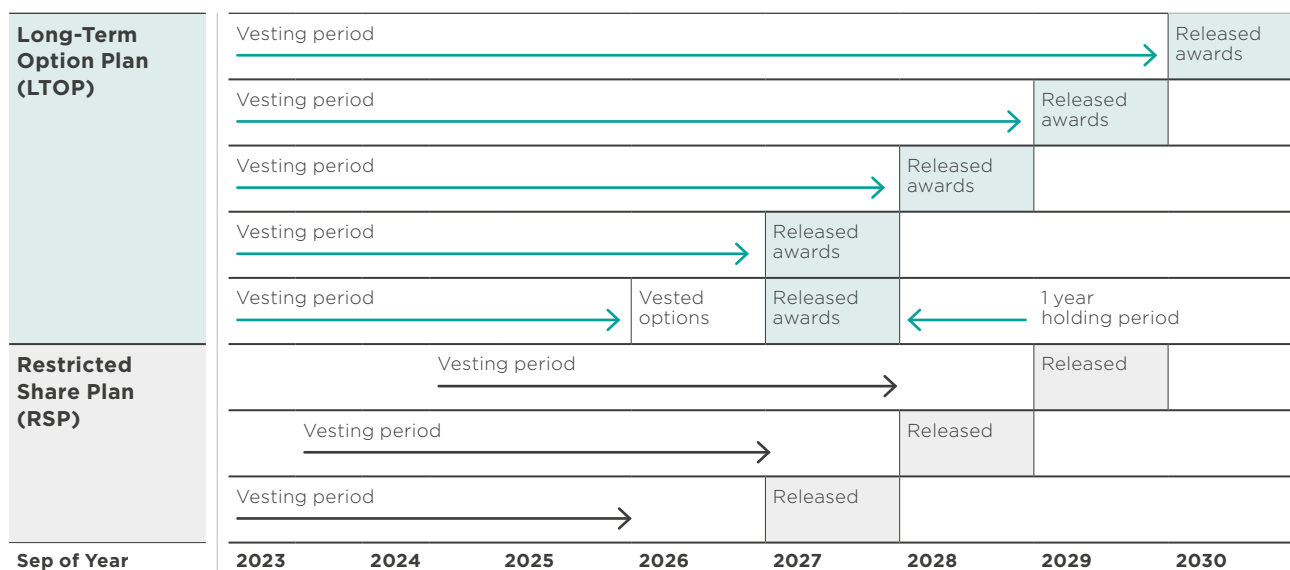 Long-Term
Option Plan
(LTOP)
Vesting period
Released
awards
Vesting period
Released
awards
Vesting period
Released
awards
Vesting period
Released
awards
Vesting period
Vested
options
Released
awards
1 year
holding period
Restricted
Share Plan
(RSP)
Vesting period
Released
Vesting period
Released
Vesting period
Released
Sep of Year 2023 2024 2025 2026 2027 2028 2029 2030